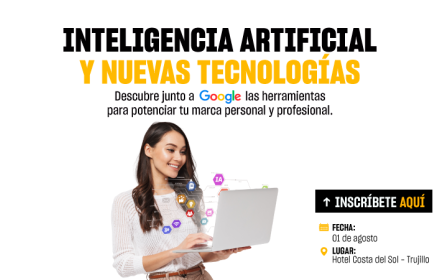 INTELIGENCIA ARTIFICIAL
Y NUEVAS TECNOLOGÍAS
Descubre junto a Google las herramientas
para potenciar tu marca personal y profesional.
IA
↑ INSCRÍBETE AQUÍ
FECHA:
01 de agosto
LUGAR:
Hotel Costa del Sol - Trujillo